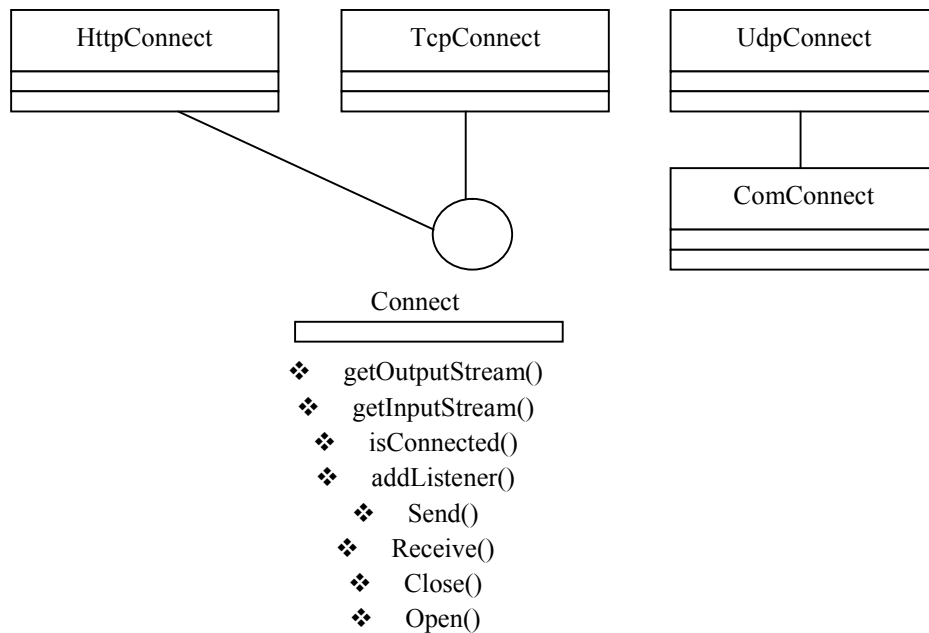 HttpConnect
TcpConnect
UdpConnect
ComConnect
Connect
❖ getOutputStream()
❖ getInputStream()
❖ isConnected()
❖ addListener()
❖ Send()
❖ Receive()
❖ Close()
❖ Open()